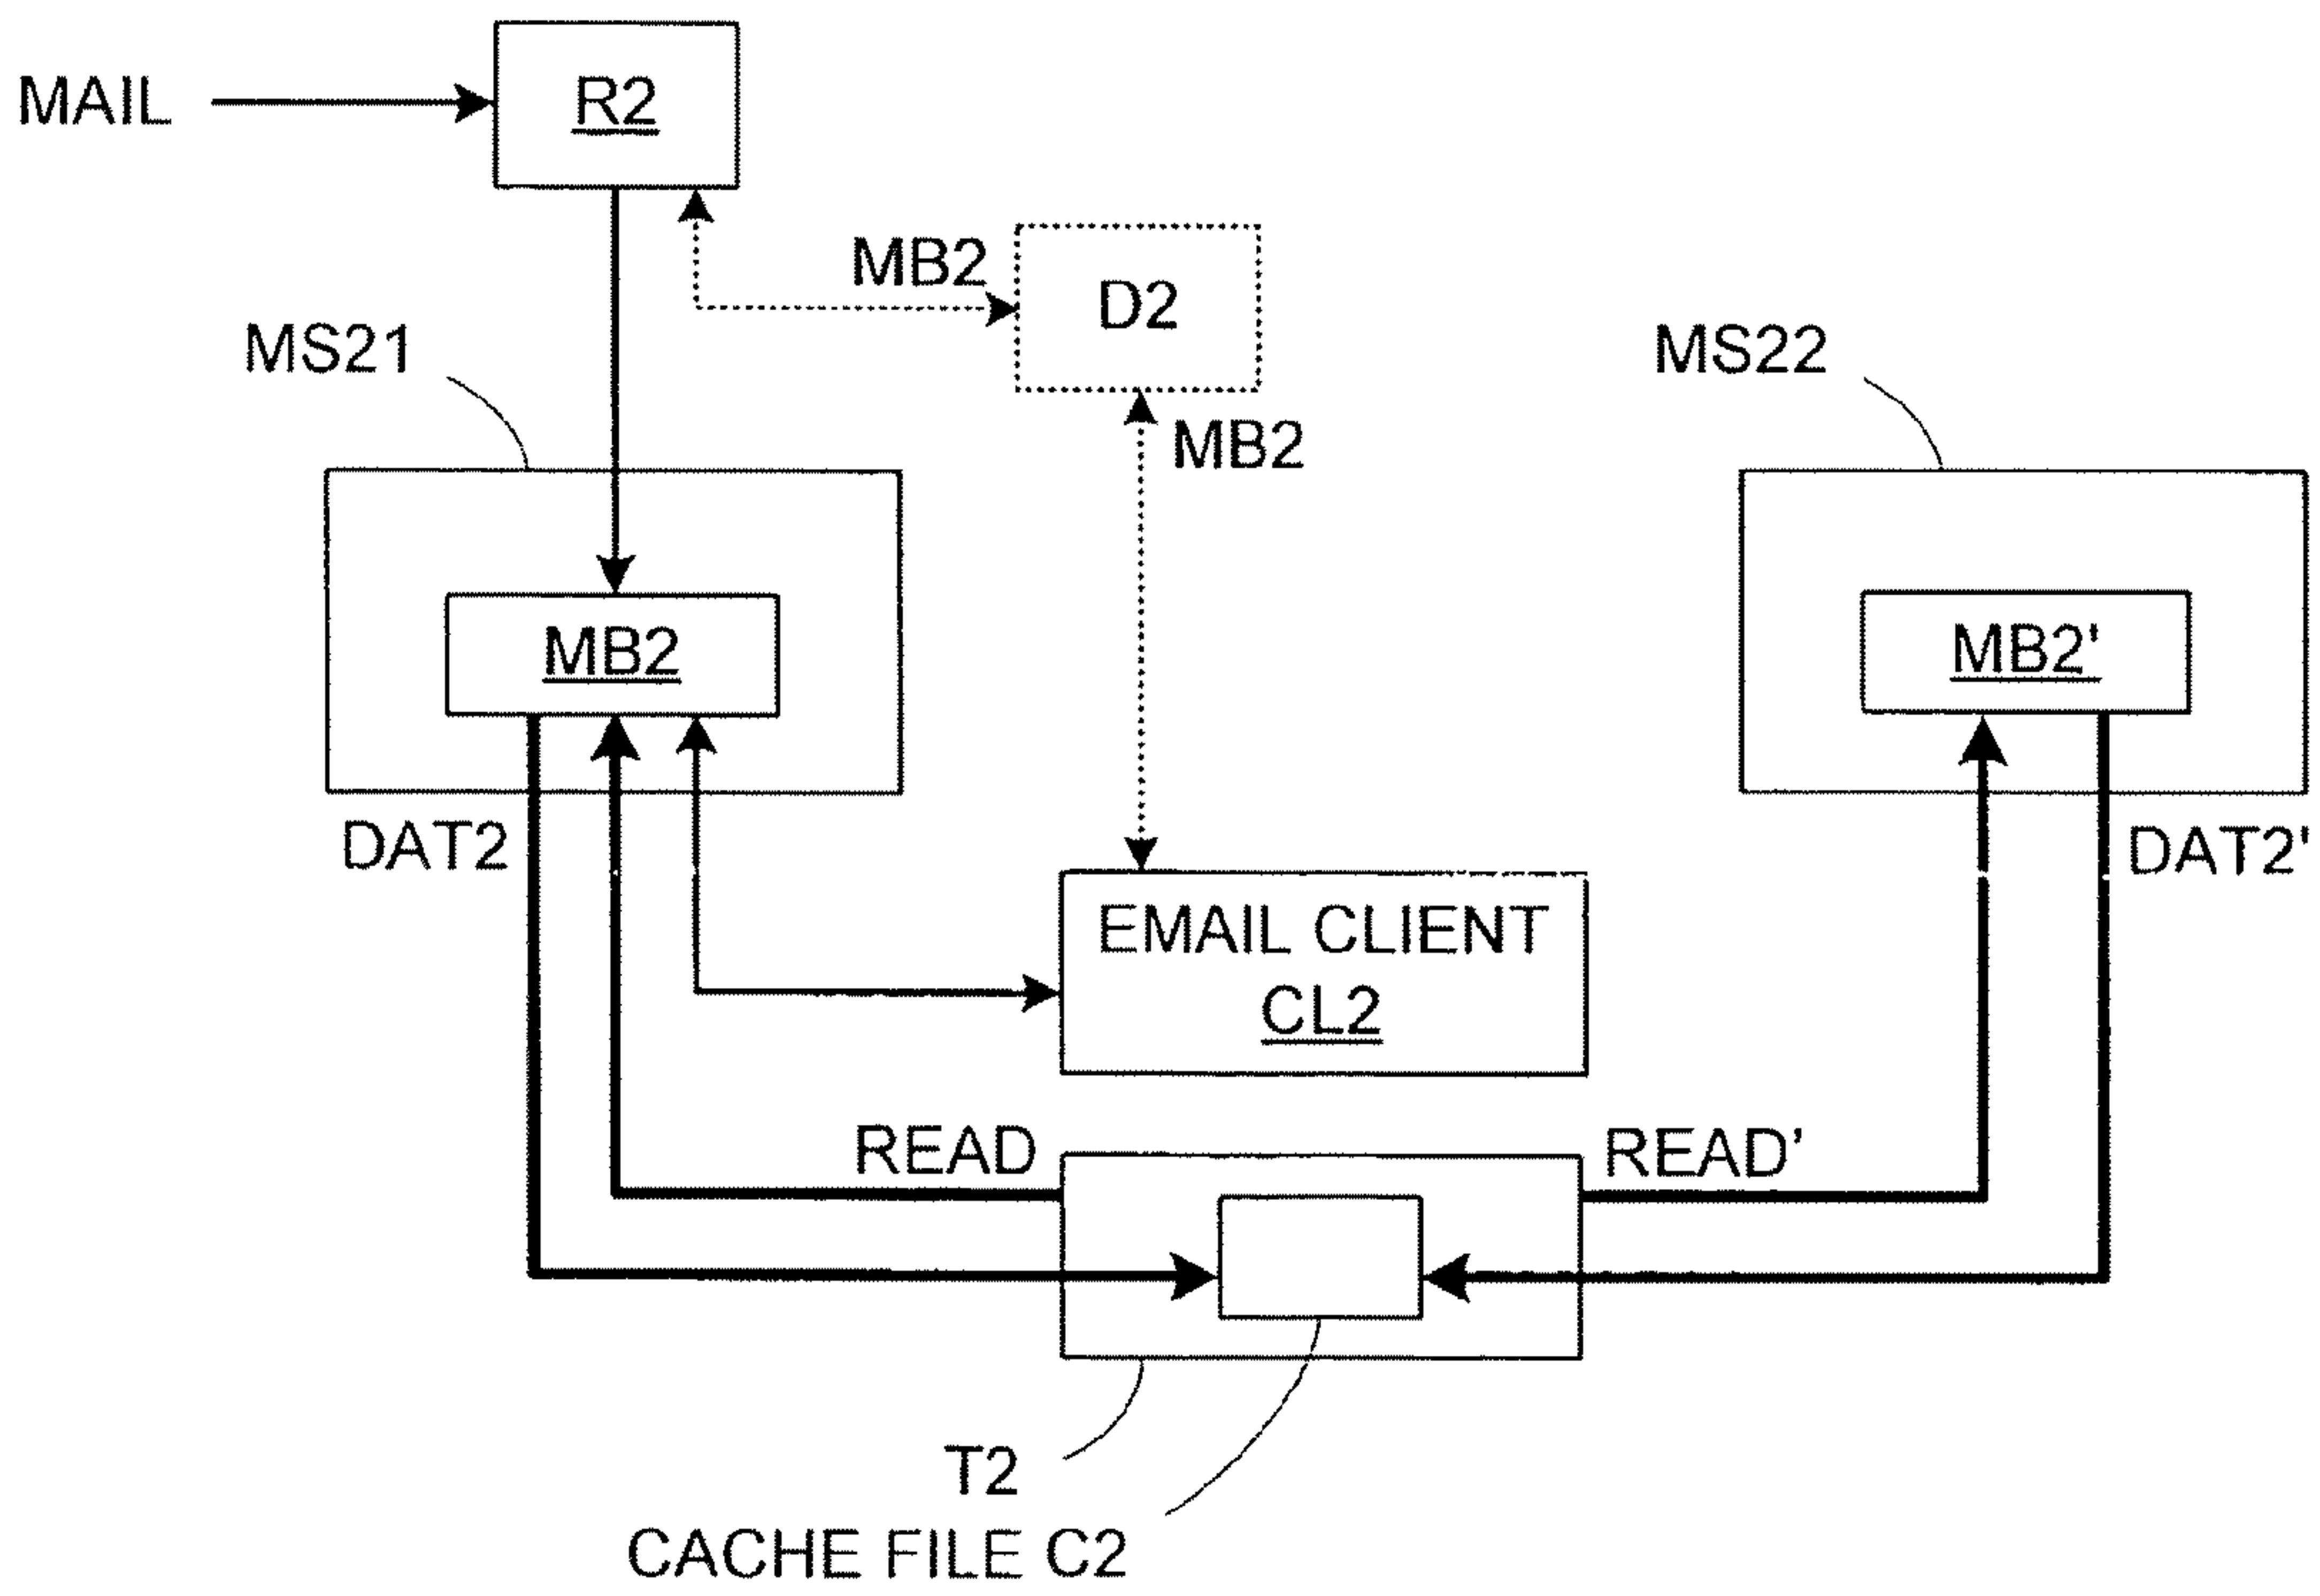 MAIL
R2
MB2
D2
MS21
MS22
MB2
MB2
MB2'
DAT2
DAT2'
EMAIL CLIENT
CL2
READ
READ’
T2
CACHE FILE C2